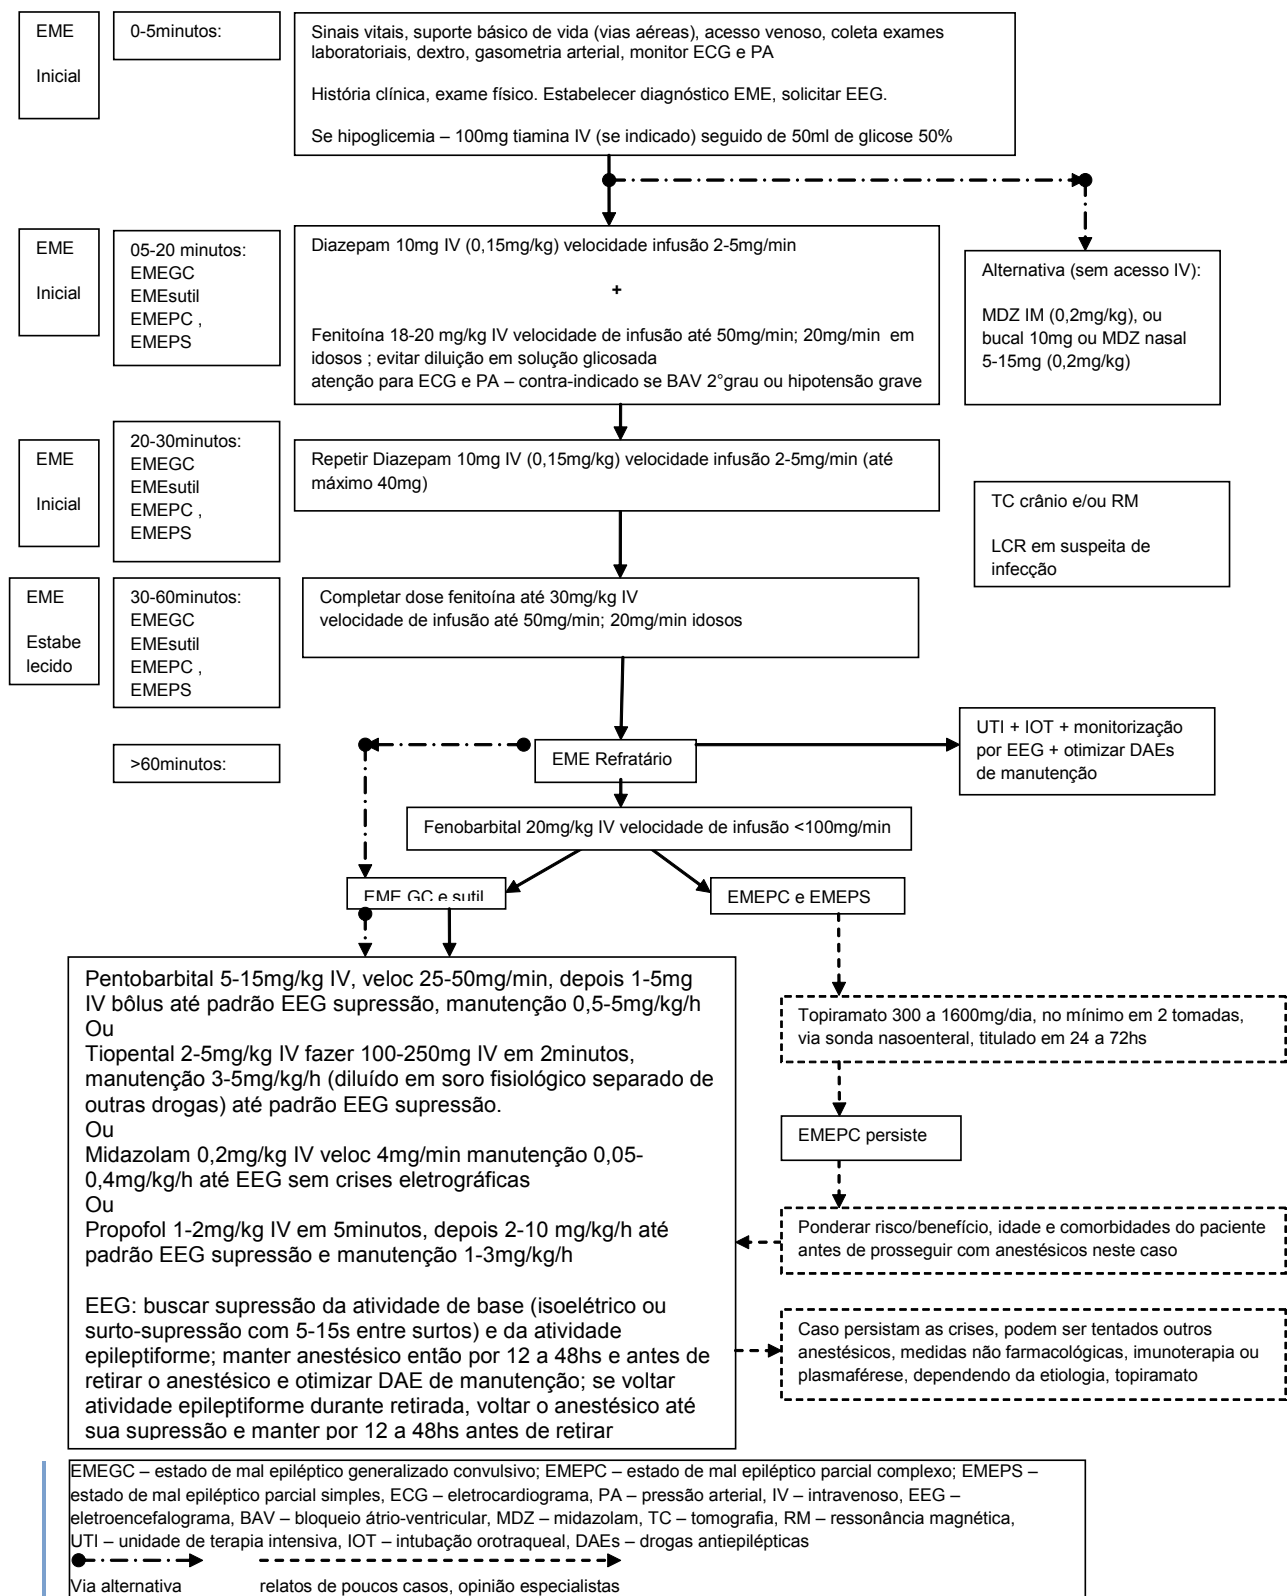 EME
Inicial
0-5minutos:
Sinais vitais, suporte básico de vida (vias aéreas), acesso venoso, coleta exames
laboratoriais, dextro, gasometria arterial, monitor ECG e PA
História clínica, exame físico. Estabelecer diagnóstico EME, solicitar EEG.
Se hipoglicemia – 100mg tiamina IV (se indicado) seguido de 50ml de glicose 50%
EME
Inicial
05-20 minutos:
EMEGC
EMEsutil
EMEPC ,
EMEPS
Diazepam 10mg IV (0,15mg/kg) velocidade infusão 2-5mg/min
+
Fenitoína 18-20 mg/kg IV velocidade de infusão até 50mg/min; 20mg/min em
idosos ; evitar diluição em solução glicosada
atenção para ECG e PA – contra-indicado se BAV 2°grau ou hipotensão grave
Alternativa (sem acesso IV):
MDZ IM (0,2mg/kg), ou
bucal 10mg ou MDZ nasal
5-15mg (0,2mg/kg)
EME
Inicial
20-30minutos:
EMEGC
EMEsutil
EMEPC ,
EMEPS
Repetir Diazepam 10mg IV (0,15mg/kg) velocidade infusão 2-5mg/min (até
máximo 40mg)
TC crânio e/ou RM
LCR em suspeita de
infecção
EME
Estabe
lecido
30-60minutos:
EMEGC
EMEsutil
EMEPC ,
EMEPS
Completar dose fenitoína até 30mg/kg IV
velocidade de infusão até 50mg/min; 20mg/min idosos
>60minutos:
EME Refratário
UTI + IOT + monitorização
por EEG + otimizar DAEs
de manutenção
Fenobarbital 20mg/kg IV velocidade de infusão <100mg/min
EME GC e sutil
EMEPC e EMEPS
Pentobarbital 5-15mg/kg IV, veloc 25-50mg/min, depois 1-5mg
IV bôlus até padrão EEG supressão, manutenção 0,5-5mg/kg/h
Ou
Tiopental 2-5mg/kg IV fazer 100-250mg IV em 2minutos,
manutenção 3-5mg/kg/h (diluído em soro fisiológico separado de
outras drogas) até padrão EEG supressão.
Ou
Midazolam 0,2mg/kg IV veloc 4mg/min manutenção 0,05-
0,4mg/kg/h até EEG sem crises eletrográficas
Ou
Propofol 1-2mg/kg IV em 5minutos, depois 2-10 mg/kg/h até
padrão EEG supressão e manutenção 1-3mg/kg/h
EEG: buscar supressão da atividade de base (isoelétrico ou
surto-supressão com 5-15s entre surtos) e da atividade
epileptiforme; manter anestésico então por 12 a 48hs e antes de
retirar o anestésico e otimizar DAE de manutenção; se voltar
atividade epileptiforme durante retirada, voltar o anestésico até
sua supressão e manter por 12 a 48hs antes de retirar
Topiramato 300 a 1600mg/dia, no mínimo em 2 tomadas,
via sonda nasoenteral, titulado em 24 a 72hs
EMEPC persiste
Ponderar risco/benefício, idade e comorbidades do paciente
antes de prosseguir com anestésicos neste caso
Caso persistam as crises, podem ser tentados outros
anestésicos, medidas não farmacológicas, imunoterapia ou
plasmaférese, dependendo da etiologia, topiramato
EMEGC – estado de mal epiléptico generalizado convulsivo; EMEPC – estado de mal epiléptico parcial complexo; EMEPS –
estado de mal epiléptico parcial simples, ECG – eletrocardiograma, PA – pressão arterial, IV – intravenoso, EEG –
eletroencefalograma, BAV – bloqueio átrio-ventricular, MDZ – midazolam, TC – tomografia, RM – ressonância magnética,
UTI – unidade de terapia intensiva, IOT – intubação orotraqueal, DAEs – drogas antiepilépticas
Via alternativa
relatos de poucos casos, opinião especialistas